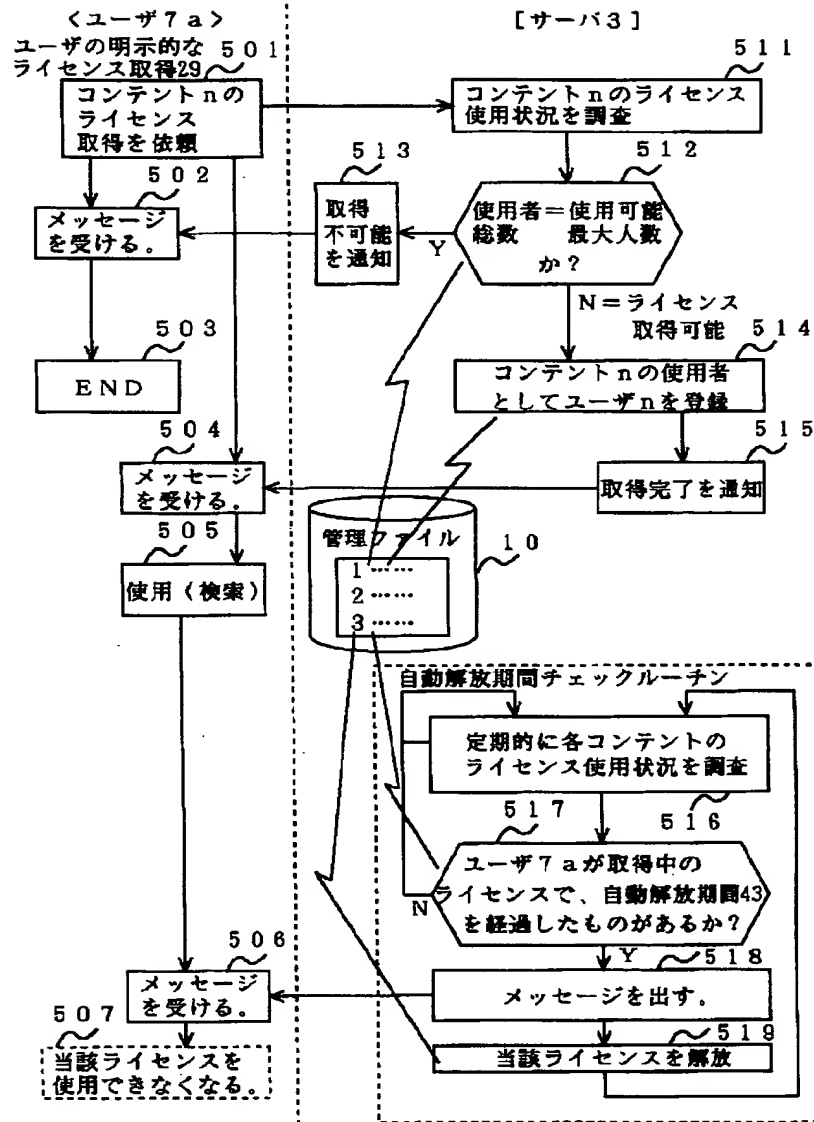 ＜ユーザ７ａ＞
［サーバ３］
ユーザの明示的な
ライセンス取得29
５０１
コンテントｎの
ライセンス
取得を依頼
５１１
コンテントｎのライセンス
使用状況を調査
５０２
メッセージ
を受ける。
５１３
取得
不可能
を通知
５１２
使用者＝使用可能
総数　　最大人数
か？
Ｙ
Ｎ＝ライセンス
取得可能
５０３
ＥＮＤ
５１４
コンテントｎの使用者
としてユーザｎを登録
５０４
メッセージ
を受ける。
５１５
取得完了を通知
５０５
使用（検索）
管理ファイル
１……
２……
３……
１０
自動解放期間チェックルーチン
定期的に各コンテントの
ライセンス使用状況を調査
５１６
５１７
ユーザ７ａが取得中の
ライセンスで、自動解放期間43
を経過したものがあるか？
Ｎ
Ｙ
５０６
メッセージ
を受ける。
５１８
メッセージを出す。
５０７
当該ライセンスを
使用できなくなる。
５１９
当該ライセンスを解放